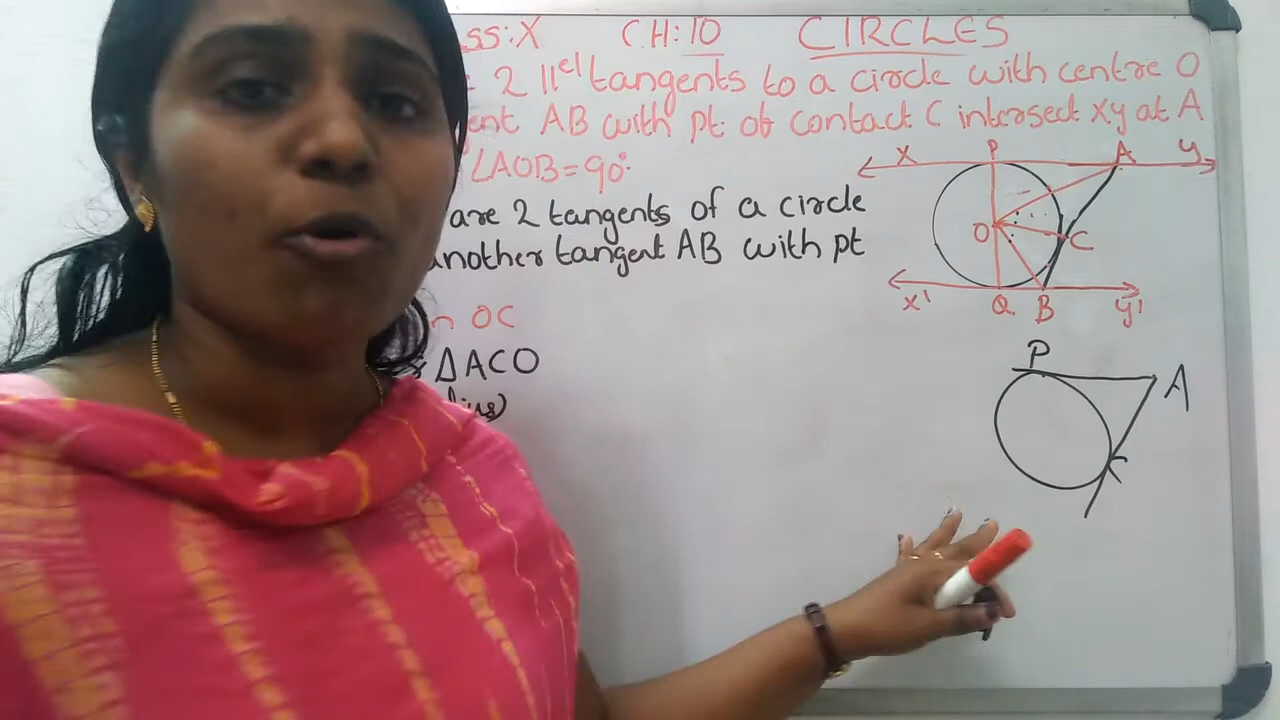 SS:X CH:10 CIRCLES
2 ||el tangents to a circle with centre O
ent AB with pt of contact C intersect xy at A
∠AOB=90°
are 2 tangents of a circle
another tangent AB with pt
OC
ΔACO
X P A y
O C
x' Q B y'
P
A
C